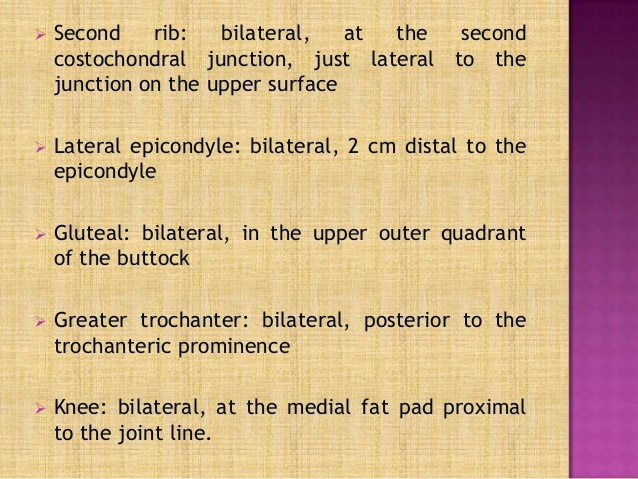 Second rib: bilateral, at the second
costochondral junction, just lateral to the
junction on the upper surface
Lateral epicondyle: bilateral, 2 cm distal to the
epicondyle
Gluteal: bilateral, in the upper outer quadrant
of the buttock
Greater trochanter: bilateral, posterior to the
trochanteric prominence
Knee: bilateral, at the medial fat pad proximal
to the joint line.